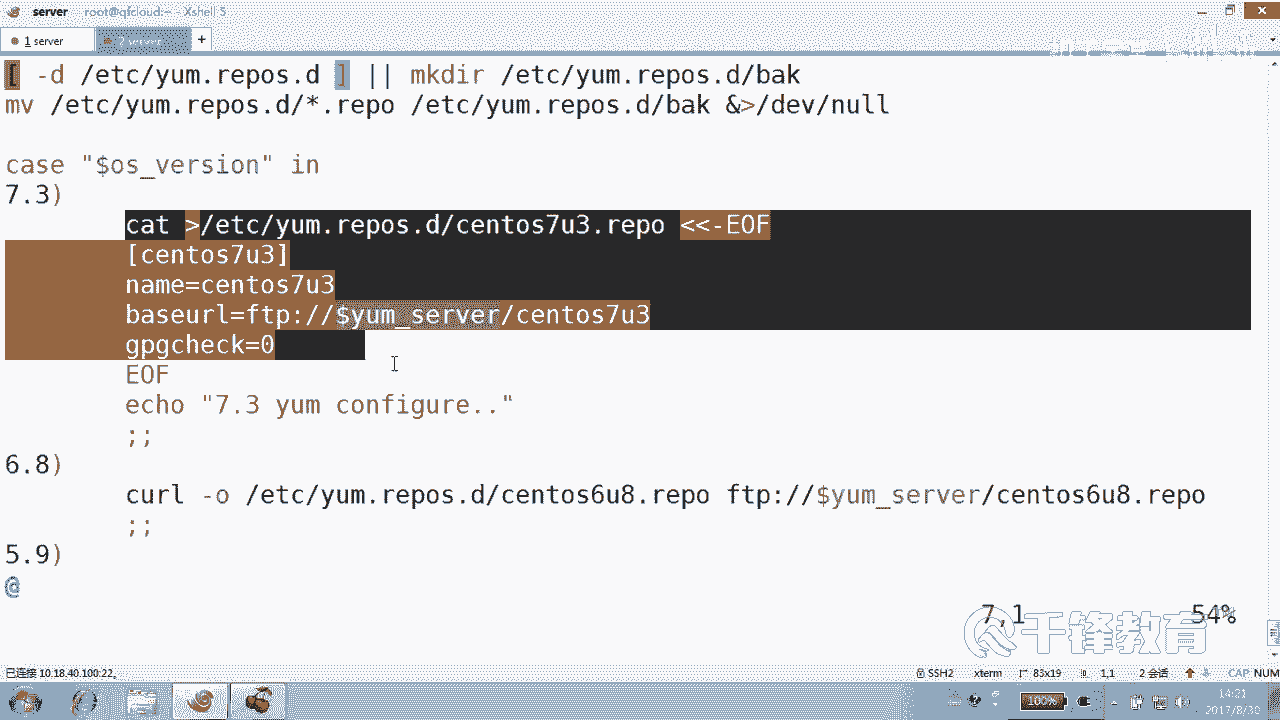 server root@qfcloud:~ - Xshell 5
1 server 2 server +
[ -d /etc/yum.repos.d ] || mkdir /etc/yum.repos.d/bak
mv /etc/yum.repos.d/*.repo /etc/yum.repos.d/bak &>/dev/null
case "$os_version" in
7.3)
cat >/etc/yum.repos.d/centos7u3.repo <<-EOF
[centos7u3]
name=centos7u3
baseurl=ftp://$yum_server/centos7u3
gpgcheck=0
EOF
echo "7.3 yum configure.."
;;
6.8)
curl -o /etc/yum.repos.d/centos6u8.repo ftp://$yum_server/centos6u8.repo
;;
5.9)
@
7,1 54%
千锋教育
已连接 10.18.40.100:22。 SSH2 xterm 83x19 1,1 2 会话 CAP NUM
100% 14:21
2017/8/30